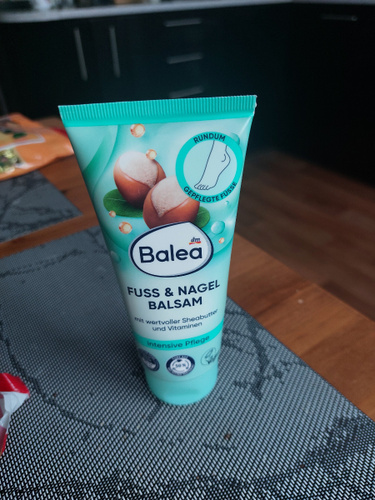 RUNDUM
GEPFLEGTE FÜSSE
dm
Balea
FUSS & NAGEL
BALSAM
mit wertvoller Sheabutter
und Vitaminen
Intensive Pflege